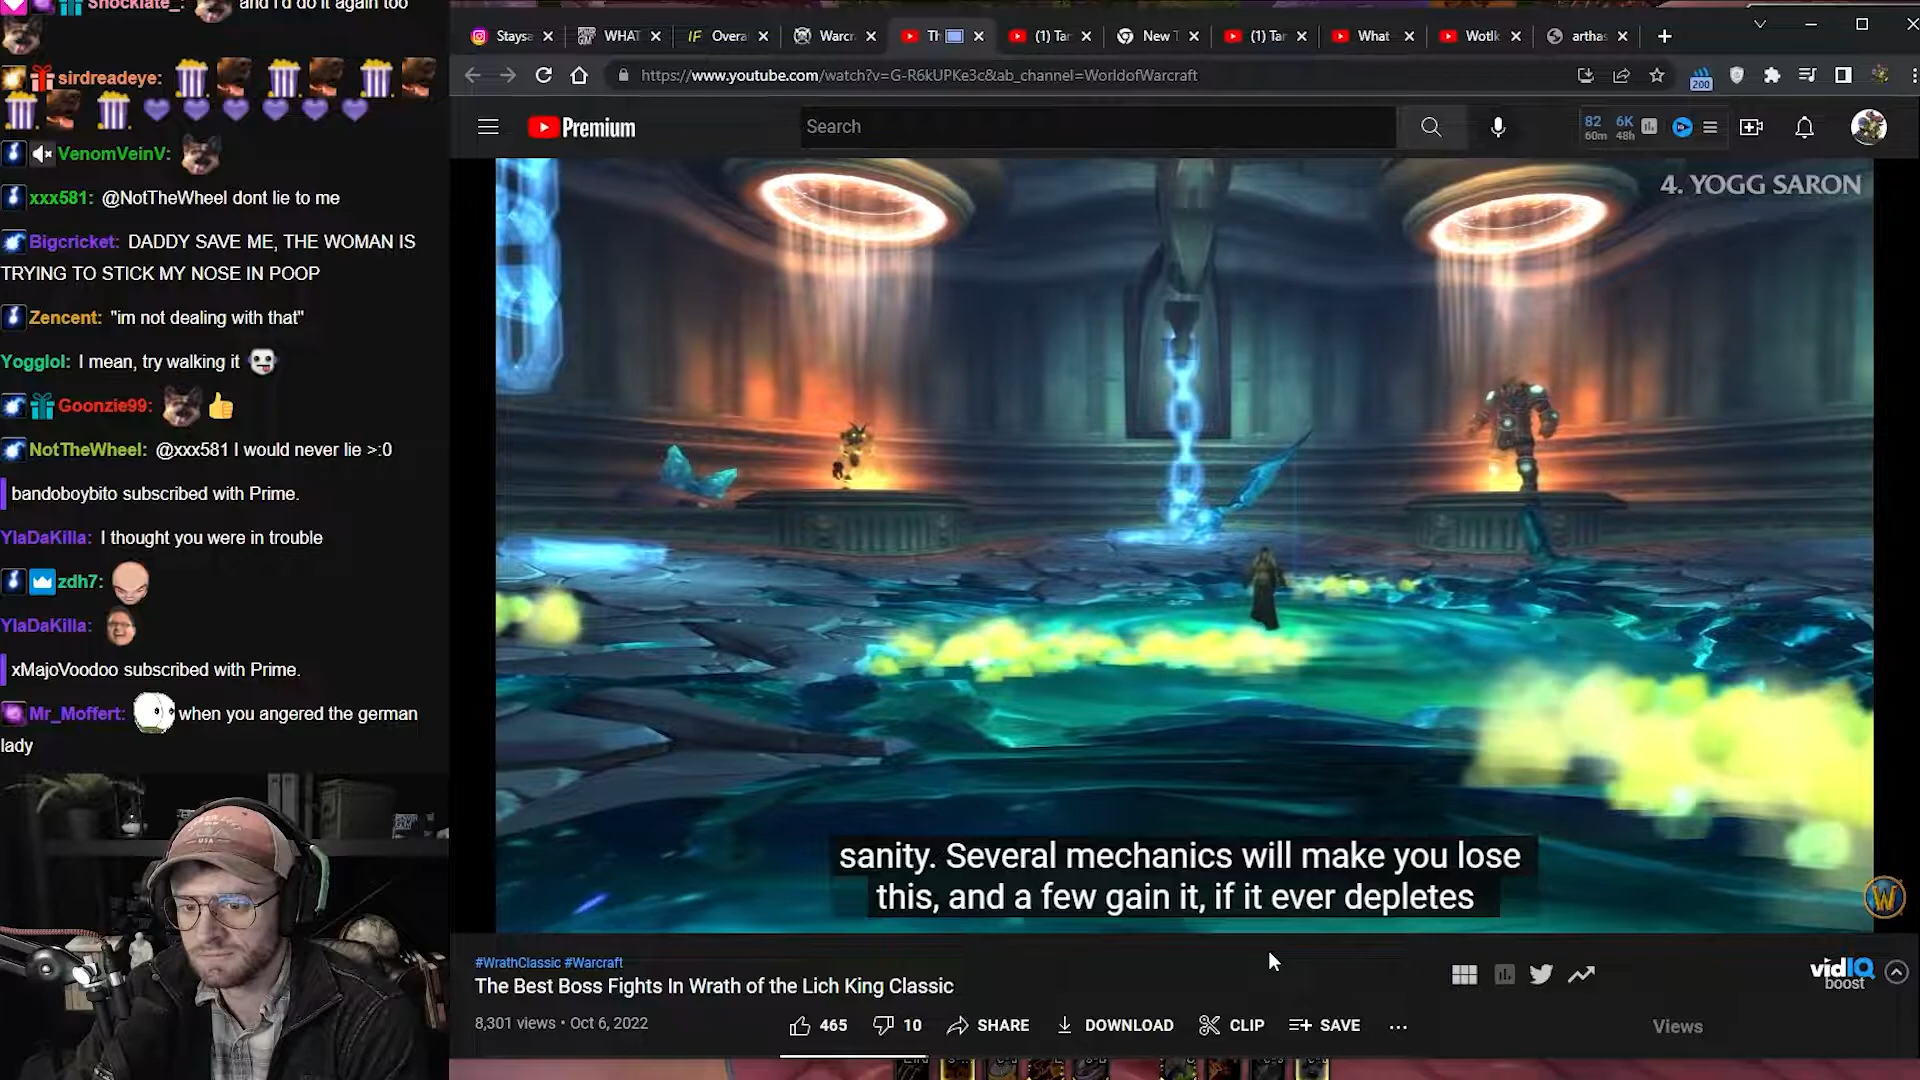 Shocklate_: and i'd do it again too
sirdreadeye:
VenomVeinV:
xxx581: @NotTheWheel dont lie to me
Bigcricket: DADDY SAVE ME, THE WOMAN IS
TRYING TO STICK MY NOSE IN POOP
Zencent: "im not dealing with that"
Yogglol: I mean, try walking it
Goonzie99:
NotTheWheel: @xxx581 I would never lie >:0
bandoboybito subscribed with Prime.
YlaDaKilla: I thought you were in trouble
zdh7:
YlaDaKilla:
xMajoVoodoo subscribed with Prime.
Mr_Moffert: when you angered the german
lady
Staysa
WHAT
IF Overa
Warcr
Th
(1) Tar
New T
(1) Tar
What
Wotlk
arthas
https://www.youtube.com/watch?v=G-R6kUPKe3c&ab_channel=WorldofWarcraft
200
Premium
Search
82 6K
60m 48h
4. YOGG SARON
sanity. Several mechanics will make you lose
this, and a few gain it, if it ever depletes
W
#WrathClassic #Warcraft
The Best Boss Fights In Wrath of the Lich King Classic
8,301 views • Oct 6, 2022
465
10
SHARE
DOWNLOAD
CLIP
SAVE
vidIQ
boost
Views
USA